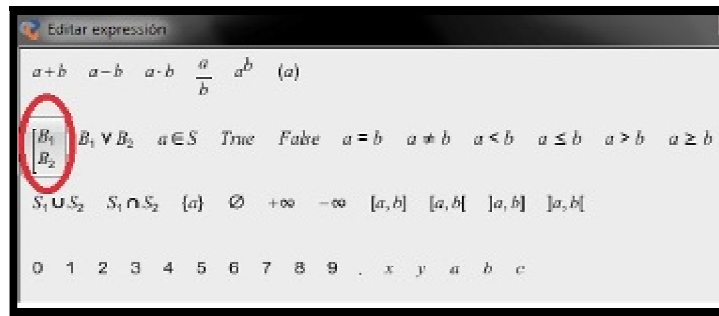 Editar expressión
a+b a−b a·b a/b a^b (a)
[B₁ B₂ B₁ ∨ B₂ a∈S True False a = b a ≠ b a < b a ≤ b a > b a ≥ b
S₁∪S₂ S₁∩S₂ {a} ∅ +∞ −∞ [a,b] [a,b[ ]a,b] ]a,b[
0 1 2 3 4 5 6 7 8 9 . x y a b c